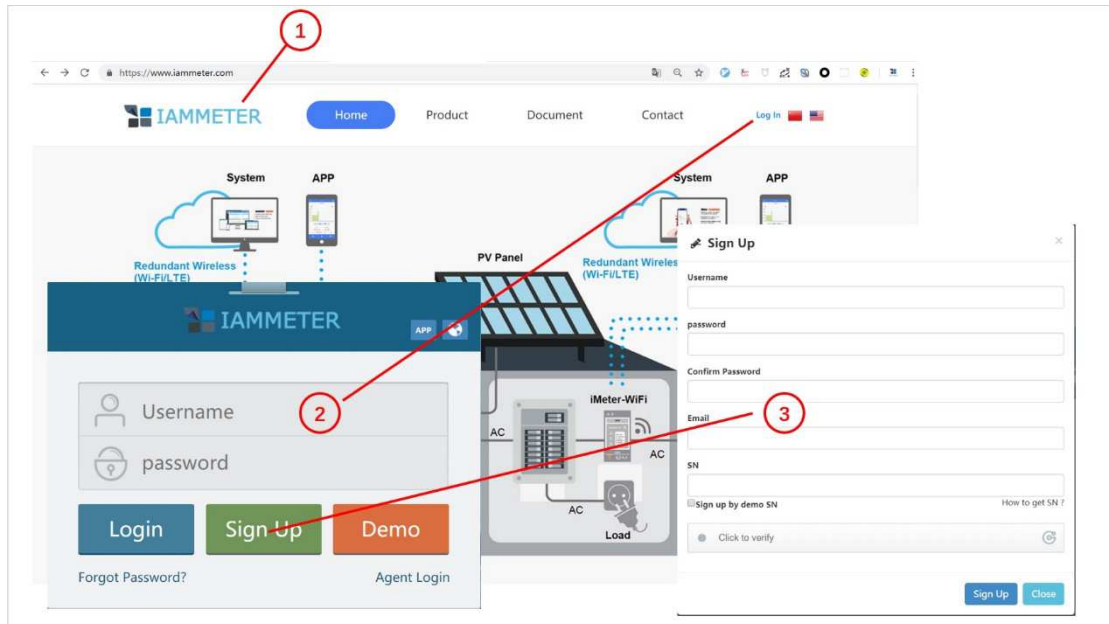 1
https://www.iammeter.com
IAMMETER
Home
Product
Document
Contact
Log In
System
APP
System
APP
Redundant Wireless
(Wi-Fi/LTE)
PV Panel
Redundant Wireles
(Wi-Fi/LTE)
IAMMETER
APP
Username
2
password
Login
Sign Up
Demo
Forgot Password?
Agent Login
iMeter-WiFi
AC
AC
AC
Load
Sign Up
Username
password
Confirm Password
3
Email
SN
Sign up by demo SN
How to get SN ?
Click to verify
Sign Up
Close